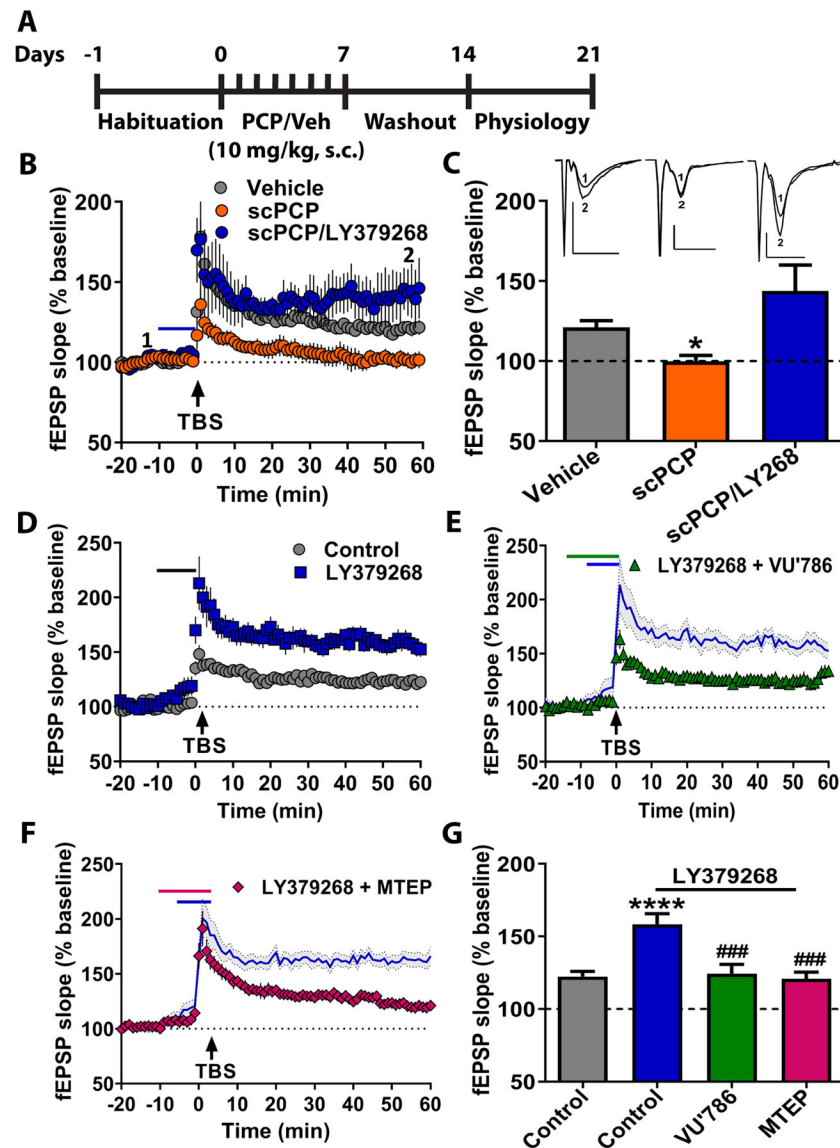 A
Days -1 0 7 14 21
Habituation PCP/Veh Washout Physiology
(10 mg/kg, s.c.)
B
fEPSP slope (% baseline)
200
150
100
50
Vehicle
scPCP
scPCP/LY379268
1
2
TBS
-20 -10 0 10 20 30 40 50 60
Time (min)
C
fEPSP slope (% baseline)
200
150
100
50
1
2
1
2
1
2
*
Vehicle
scPCP
scPCP/LY268
D
fEPSP slope (% baseline)
250
200
150
100
50
Control
LY379268
TBS
-20 -10 0 10 20 30 40 50 60
Time (min)
E
fEPSP slope (% baseline)
250
200
150
100
50
LY379268 + VU'786
TBS
-20 -10 0 10 20 30 40 50 60
Time (min)
F
fEPSP slope (% baseline)
250
200
150
100
50
LY379268 + MTEP
TBS
-20 -10 0 10 20 30 40 50 60
Time (min)
G
fEPSP slope (% baseline)
200
150
100
50
LY379268
****
###
###
Control
Control
VU'786
MTEP